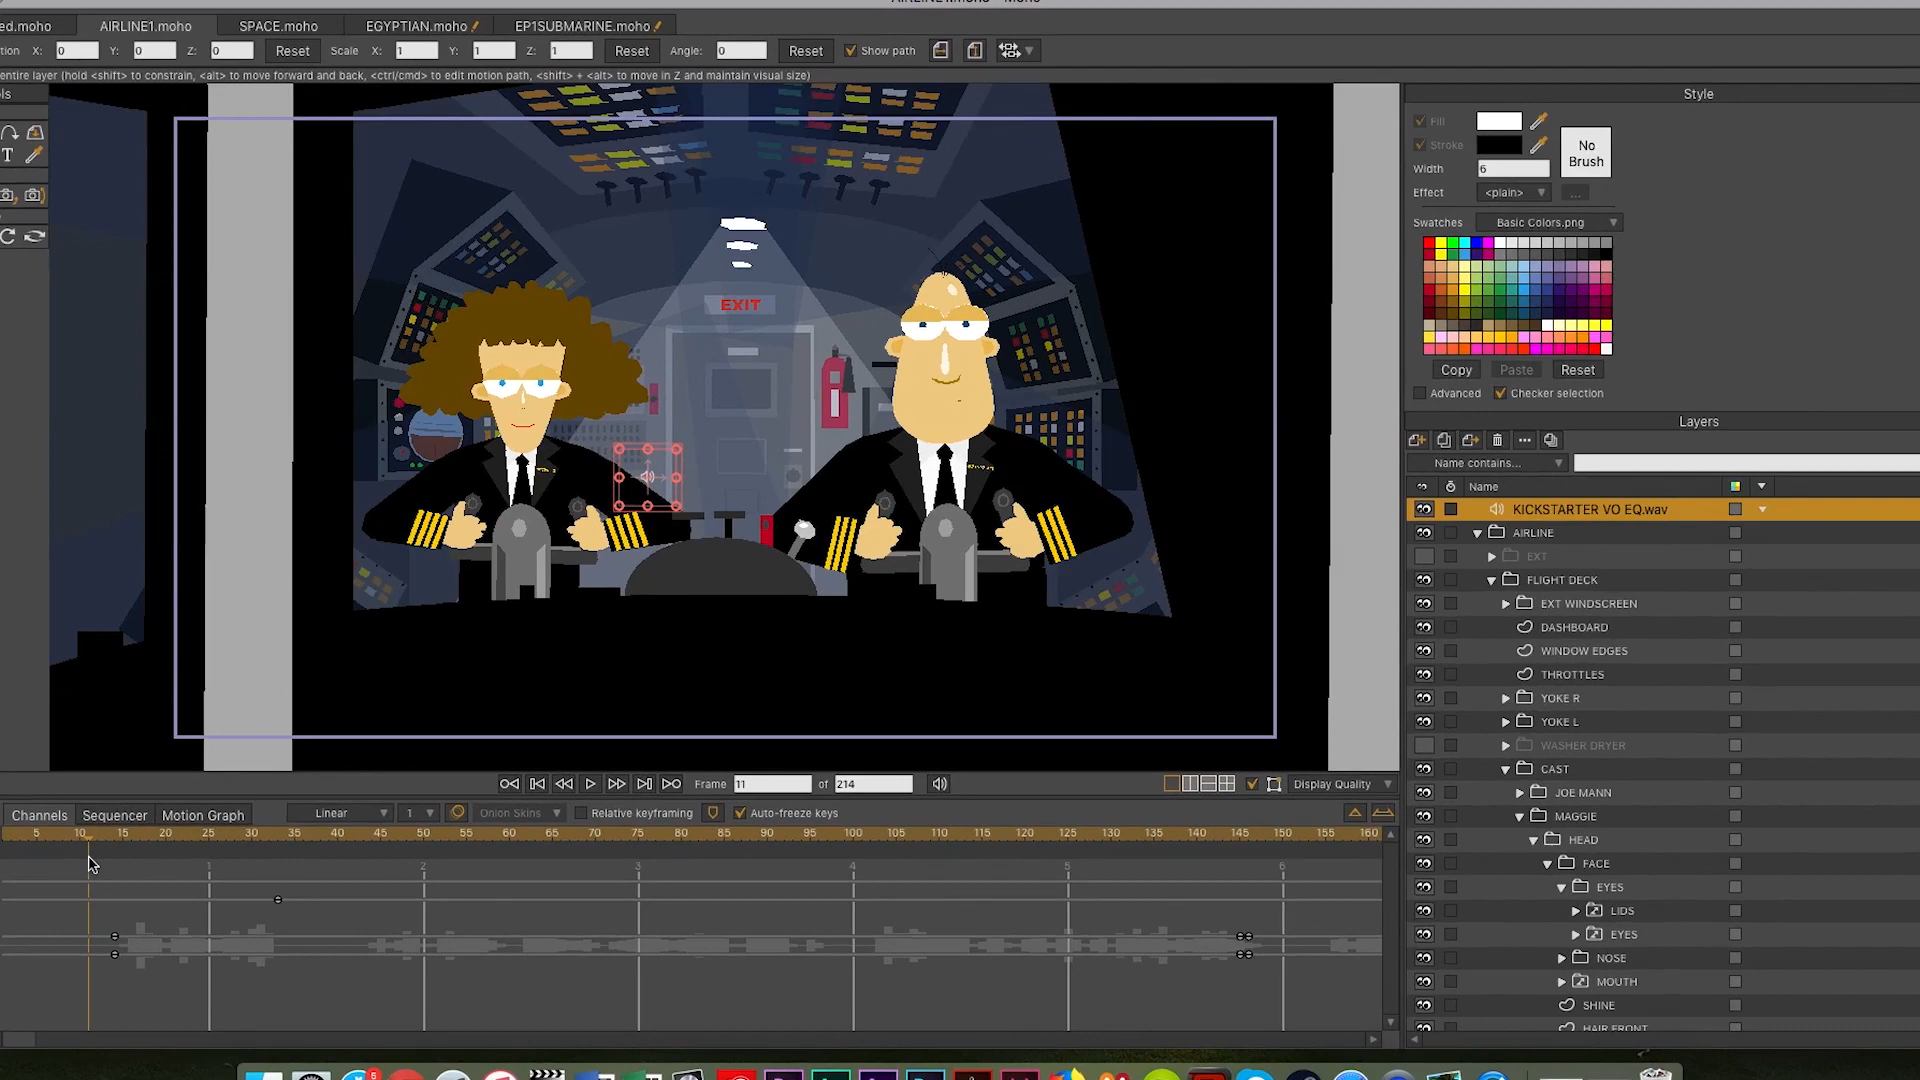 ed.moho AIRLINE1.moho SPACE.moho EGYPTIAN.moho EP1SUBMARINE.moho
tion X: 0 Y: 0 Z: 0 Reset Scale X: 1 Y: 1 Z: 1 Reset Angle: 0 Reset Show path
entire layer (hold <shift> to constrain, <alt> to move forward and back, <ctrl/cmd> to edit motion path, <shift> + <alt> to move in Z and maintain visual size)
ols
T
EXIT
Style
Fill
Stroke
No
Brush
Width 6
Effect <plain> ...
Swatches Basic Colors.png
Copy Paste Reset
Advanced Checker selection
Layers
Name contains...
Name
KICKSTARTER VO EQ.wav
AIRLINE
EXT
FLIGHT DECK
EXT WINDSCREEN
DASHBOARD
WINDOW EDGES
THROTTLES
YOKE R
YOKE L
WASHER DRYER
CAST
JOE MANN
MAGGIE
HEAD
FACE
EYES
LIDS
EYES
NOSE
MOUTH
SHINE
HAIR FRONT
Frame 11 of 214 Display Quality
Channels Sequencer Motion Graph Linear 1 Onion Skins Relative keyframing Auto-freeze keys
5 10 15 20 25 30 35 40 45 50 55 60 65 70 75 80 85 90 95 100 105 110 115 120 125 130 135 140 145 150 155 160
1 2 3 4 5 6